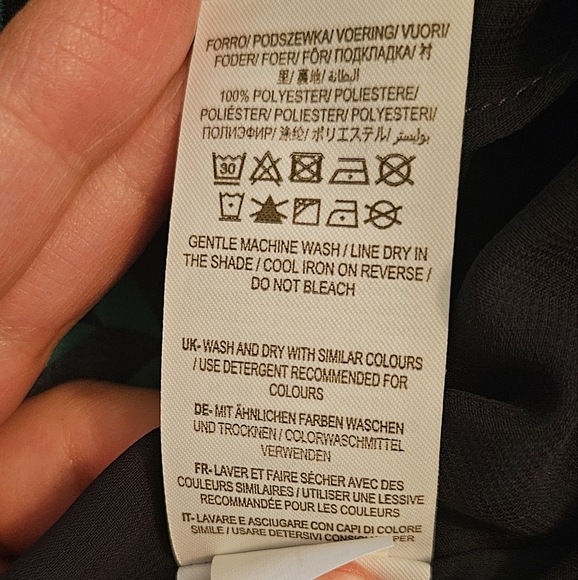 FORRO/ PODSZEWKA/ VOERING/ VUORI/
FODER/ FOER/ FÔR/ ПОДКЛАДКА/ 衬
里/ 裏地/ البطانة/
100% POLYESTER/ POLIESTERE/
POLIÉSTER/ POLIESTER/ POLYESTERI/
ПОЛИЭФИР/ 涤纶/ ポリエステル/ بوليستر
30
GENTLE MACHINE WASH / LINE DRY IN
THE SHADE / COOL IRON ON REVERSE /
DO NOT BLEACH
UK- WASH AND DRY WITH SIMILAR COLOURS
/ USE DETERGENT RECOMMENDED FOR
COLOURS
DE- MIT ÄHNLICHEN FARBEN WASCHEN
UND TROCKNEN / COLORWASCHMITTEL
VERWENDEN
FR- LAVER ET FAIRE SÉCHER AVEC DES
COULEURS SIMILAIRES / UTILISER UNE LESSIVE
RECOMMANDÉE POUR LES COULEURS
IT- LAVARE E ASCIUGARE CON CAPI DI COLORE
SIMILE / USARE DETERSIVI PER